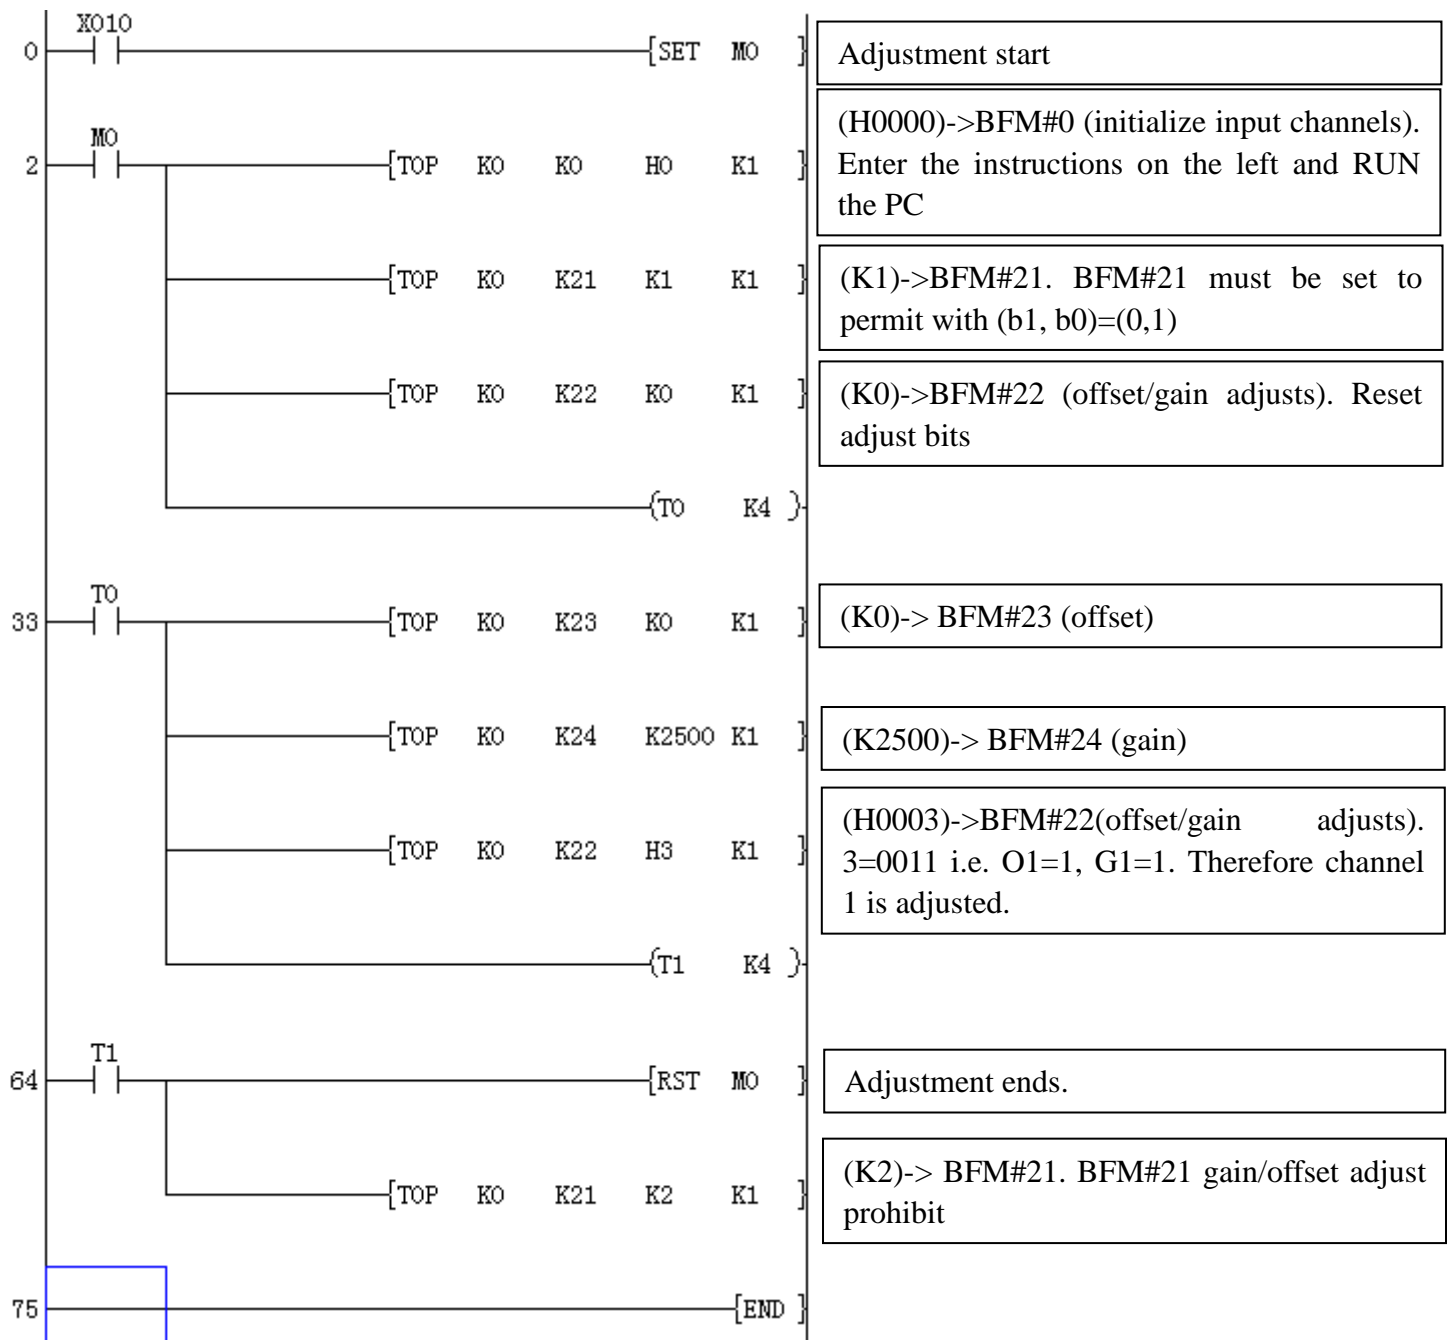 X010
0 [SET M0 ] Adjustment start
M0
2 [TOP K0 K0 H0 K1 ] (H0000)->BFM#0 (initialize input channels).
Enter the instructions on the left and RUN
the PC
[TOP K0 K21 K1 K1 ] (K1)->BFM#21. BFM#21 must be set to
permit with (b1, b0)=(0,1)
[TOP K0 K22 K0 K1 ] (K0)->BFM#22 (offset/gain adjusts). Reset
adjust bits
(T0 K4 )
T0
33 [TOP K0 K23 K0 K1 ] (K0)-> BFM#23 (offset)
[TOP K0 K24 K2500 K1 ] (K2500)-> BFM#24 (gain)
[TOP K0 K22 H3 K1 ] (H0003)->BFM#22(offset/gain adjusts).
3=0011 i.e. O1=1, G1=1. Therefore channel
1 is adjusted.
(T1 K4 )
T1
64 [RST M0 ] Adjustment ends.
[TOP K0 K21 K2 K1 ] (K2)-> BFM#21. BFM#21 gain/offset adjust
prohibit
75 [END ]